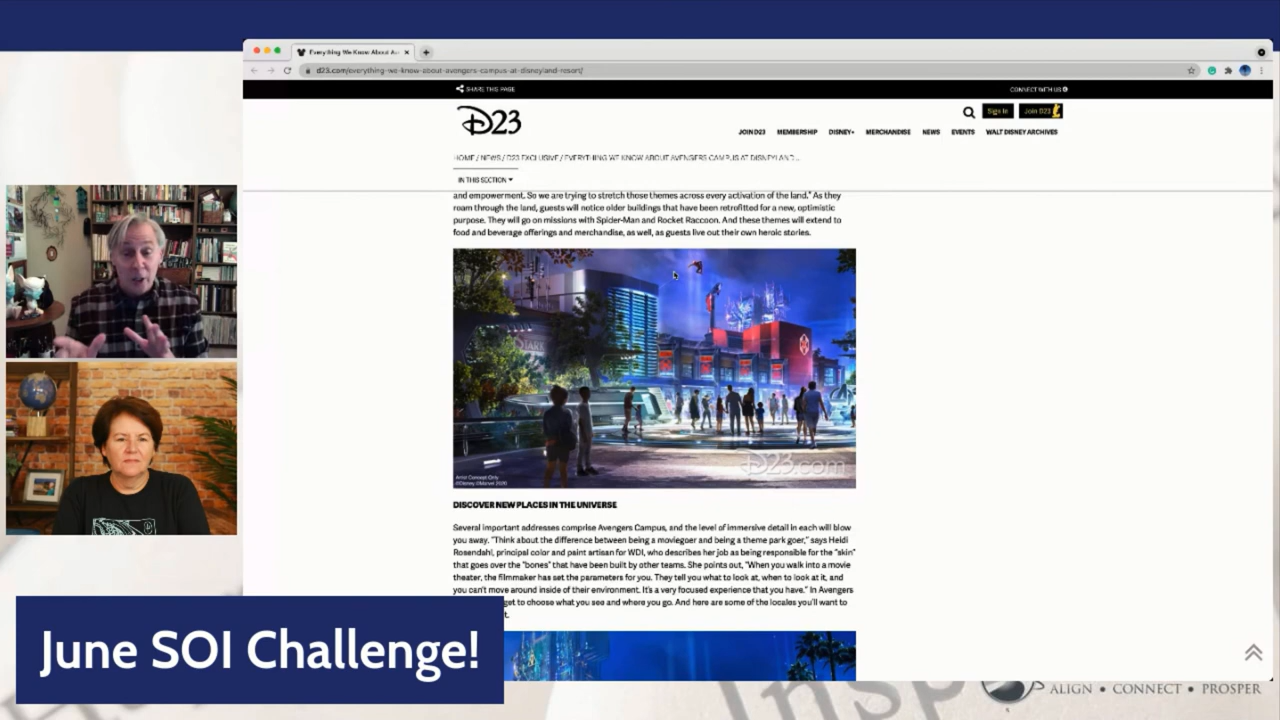 Everything We Know About Av
d23.com/everything-we-know-about-avengers-campus-at-disneyland-resort/
SHARE THIS PAGE
CONNECT WITH US
D23
Sign In
Join D23
JOIN D23 MEMBERSHIP DISNEY+ MERCHANDISE NEWS EVENTS WALT DISNEY ARCHIVES
HOME / NEWS / D23 EXCLUSIVE / EVERYTHING WE KNOW ABOUT AVENGERS CAMPUS AT DISNEYLAND...
IN THIS SECTION
and empowerment. So we are trying to stretch those themes across every activation of the land.” As they
roam through the land, guests will notice older buildings that have been retrofitted for a new, optimistic
purpose. They will go on missions with Spider-Man and Rocket Raccoon. And these themes will extend to
food and beverage offerings and merchandise, as well, as guests live out their own heroic stories.
STARK
D23.com
Artist Concept Only
©Disney ©Marvel 2020
DISCOVER NEW PLACES IN THE UNIVERSE
Several important addresses comprise Avengers Campus, and the level of immersive detail in each will blow
you away. “Think about the difference between being a moviegoer and being a theme park goer,” says Heidi
Rosendahl, principal color and paint artisan for WDI, who describes her job as being responsible for the “skin”
that goes over the “bones” that have been built by other teams. She points out, “When you walk into a movie
theater, the filmmaker has set the parameters for you. They tell you what to look at, when to look at it, and
you can’t move around inside of their environment. It’s a very focused experience that you have.” In Avengers
get to choose what you see and where you go. And here are some of the locales you’ll want to
t.
June SOI Challenge!
Insp
ALIGN • CONNECT • PROSPER